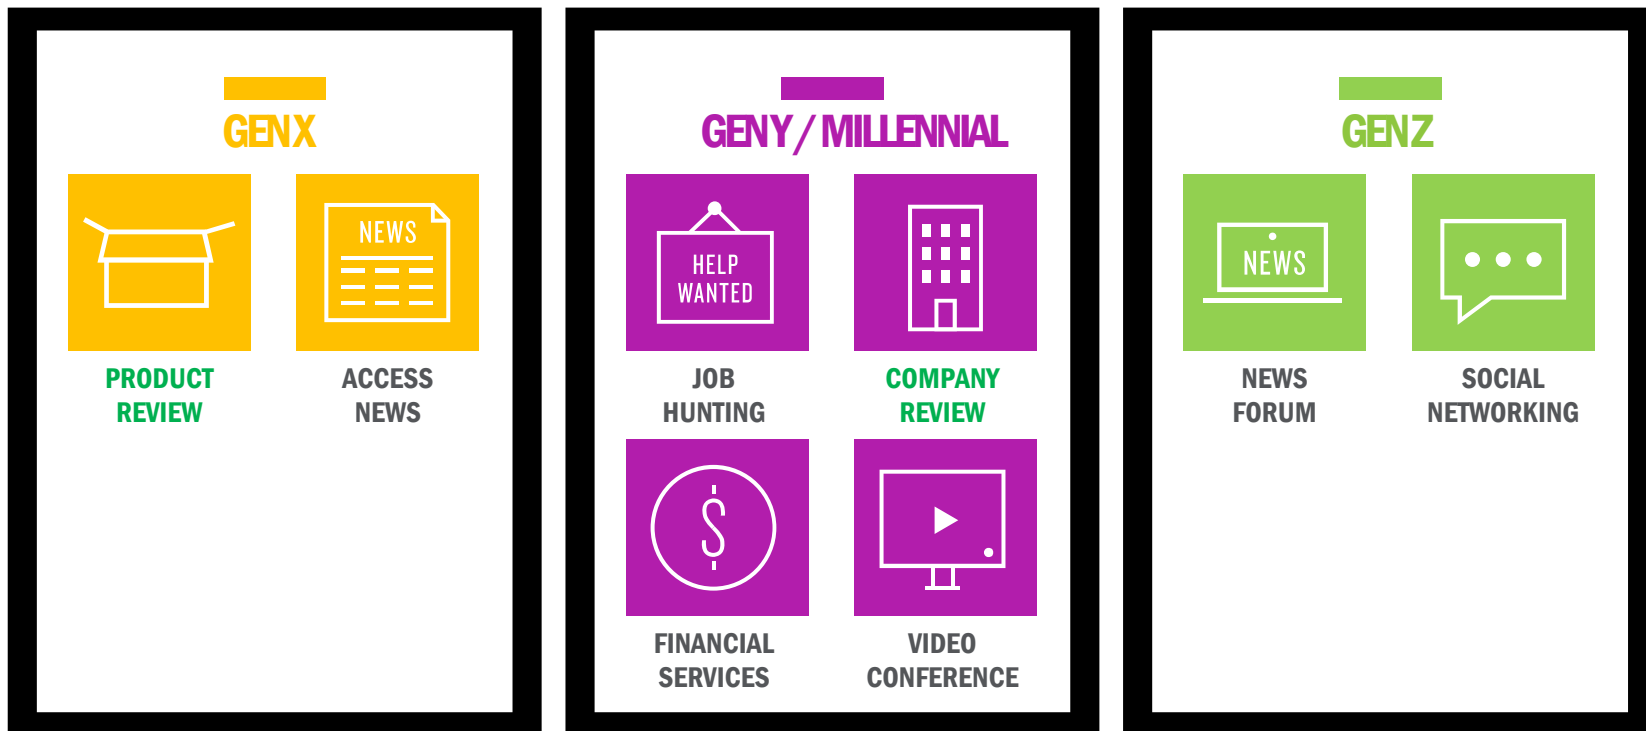 GEN X
NEWS
PRODUCT
REVIEW
ACCESS
NEWS
GEN Y / MILLENNIAL
HELP
WANTED
JOB
HUNTING
COMPANY
REVIEW
$
FINANCIAL
SERVICES
VIDEO
CONFERENCE
GEN Z
NEWS
NEWS
FORUM
SOCIAL
NETWORKING